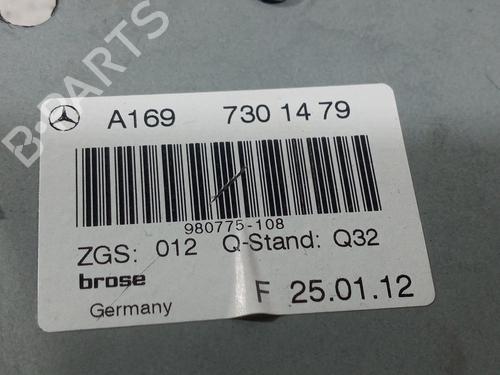 B-PARTS
A169 730 14 79
980775-108
ZGS: 012 Q-Stand: Q32
brose
Germany F 25.01.12